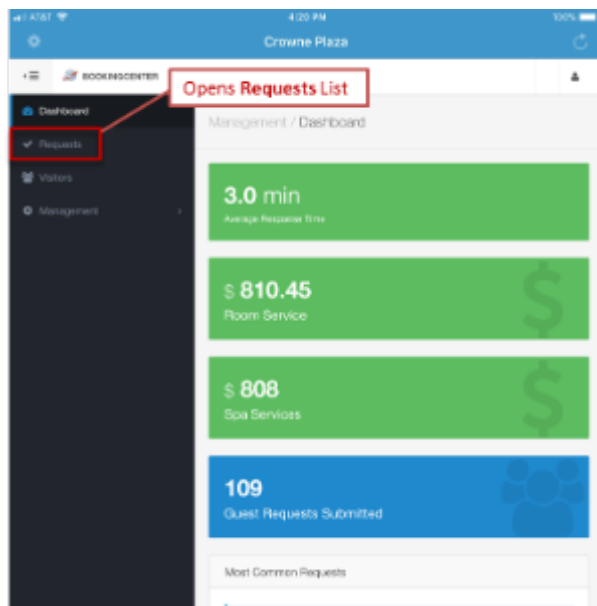 AT&T
4:20 PM
100%
Crowne Plaza
BOOKINGCENTER
Opens Requests List
Dashboard
Management / Dashboard
Requests
Visitors
Management
3.0 min
Average Response Time
$ 810.45
Room Service
$ 808
Spa Services
109
Guest Requests Submitted
Most Common Requests